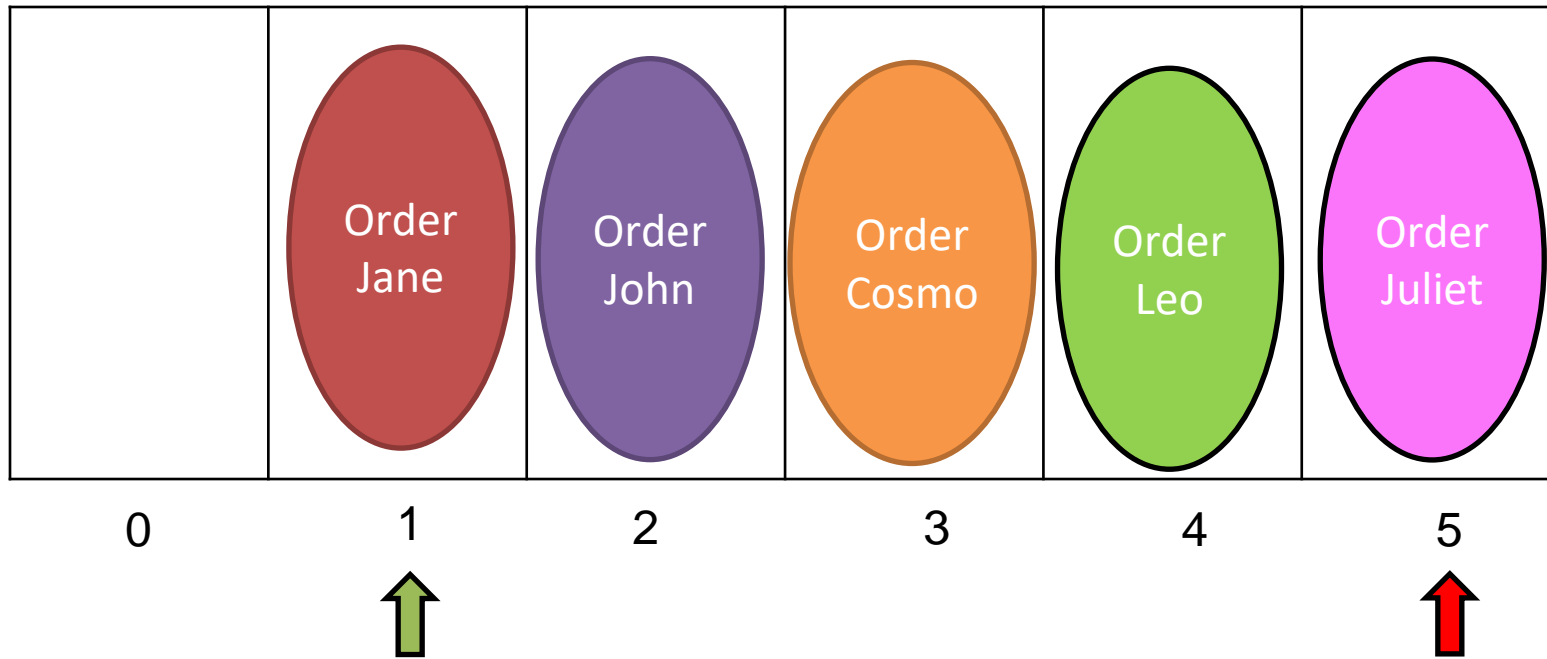 Order
Jane
Order
John
Order
Cosmo
Order
Leo
Order
Juliet
0 1 2 3 4 5